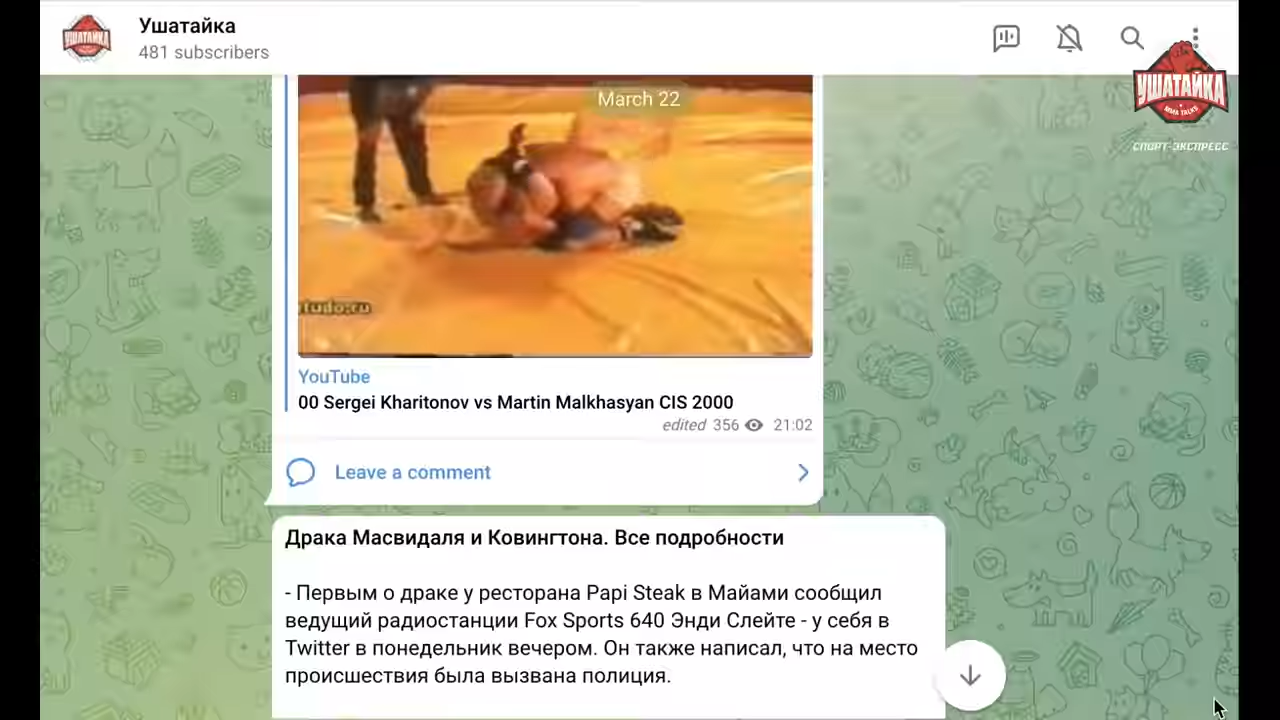 Ушатайка
481 subscribers
УШАТАЙКА
УШАТАЙКА
MMA TALKS
СПОРТ-ЭКСПРЕСС
March 22
tudo.ru
YouTube
00 Sergei Kharitonov vs Martin Malkhasyan CIS 2000
edited 356 21:02
Leave a comment
Драка Масвидаля и Ковингтона. Все подробности
- Первым о драке у ресторана Papi Steak в Майами сообщил
ведущий радиостанции Fox Sports 640 Энди Слейте - у себя в
Twitter в понедельник вечером. Он также написал, что на место
происшествия была вызвана полиция.